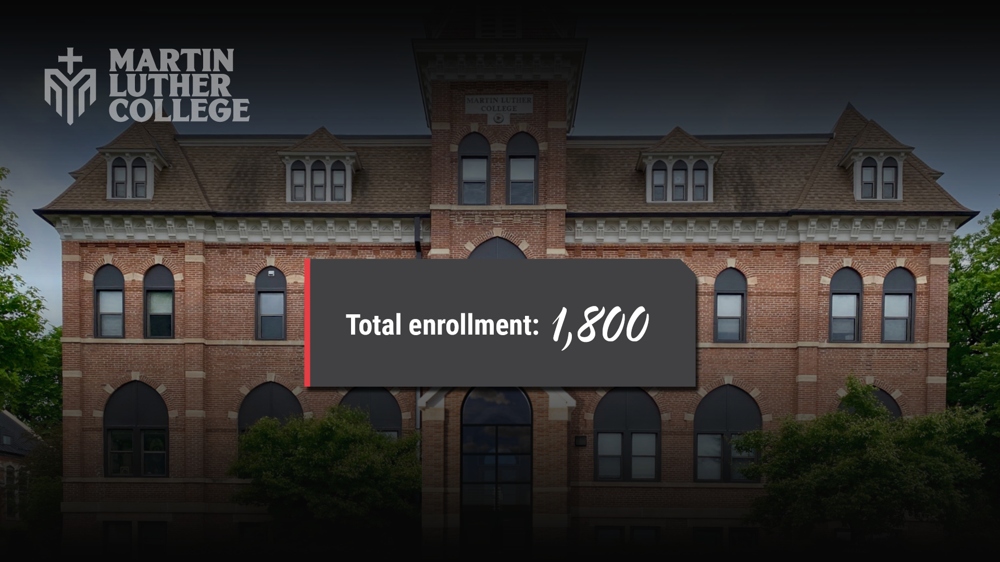 MARTIN
LUTHER
COLLEGE
MARTIN LUTHER
COLLEGE
Total enrollment: 1,800